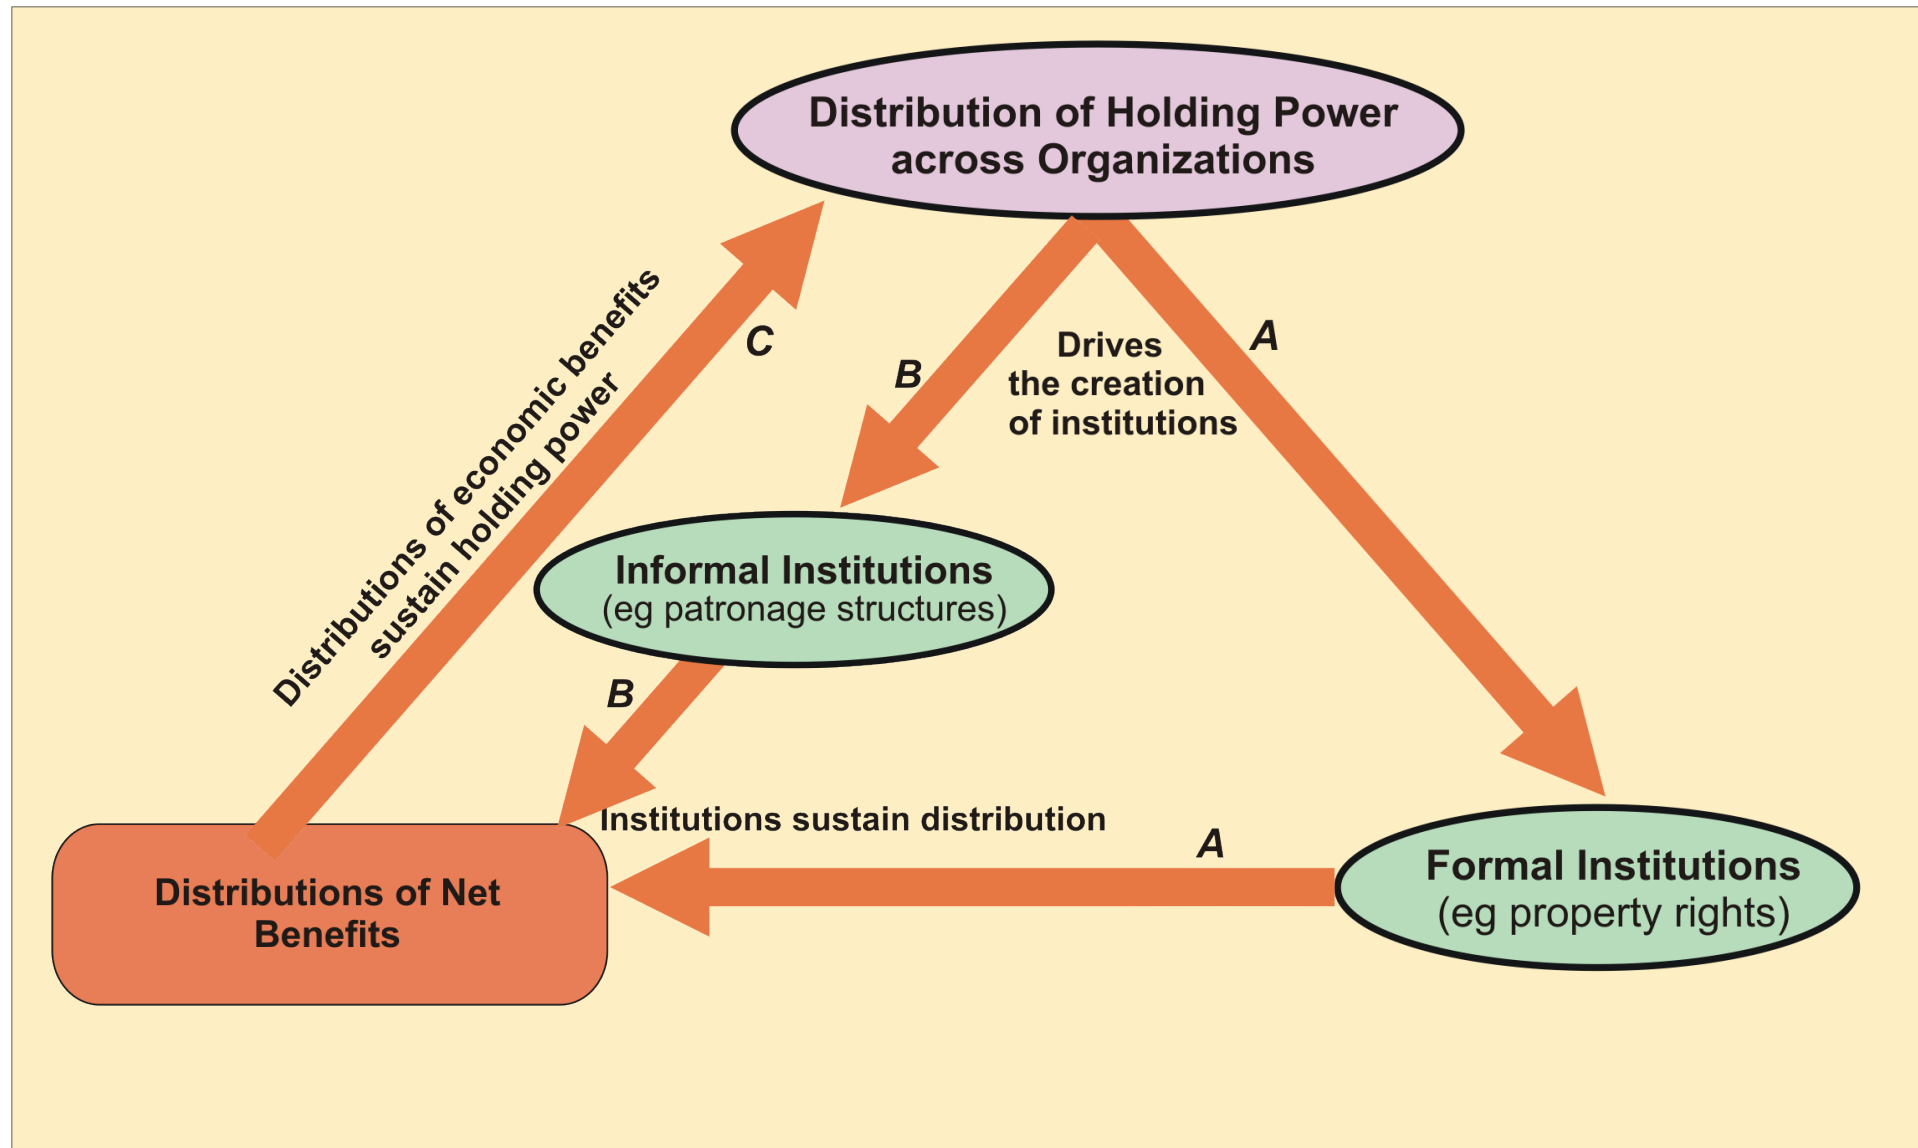 Distribution of Holding Power
across Organizations
Distributions of economic benefits
sustain holding power
C
B
Drives
the creation
of institutions
A
Informal Institutions
(eg patronage structures)
B
Institutions sustain distribution
A
Formal Institutions
(eg property rights)
Distributions of Net
Benefits